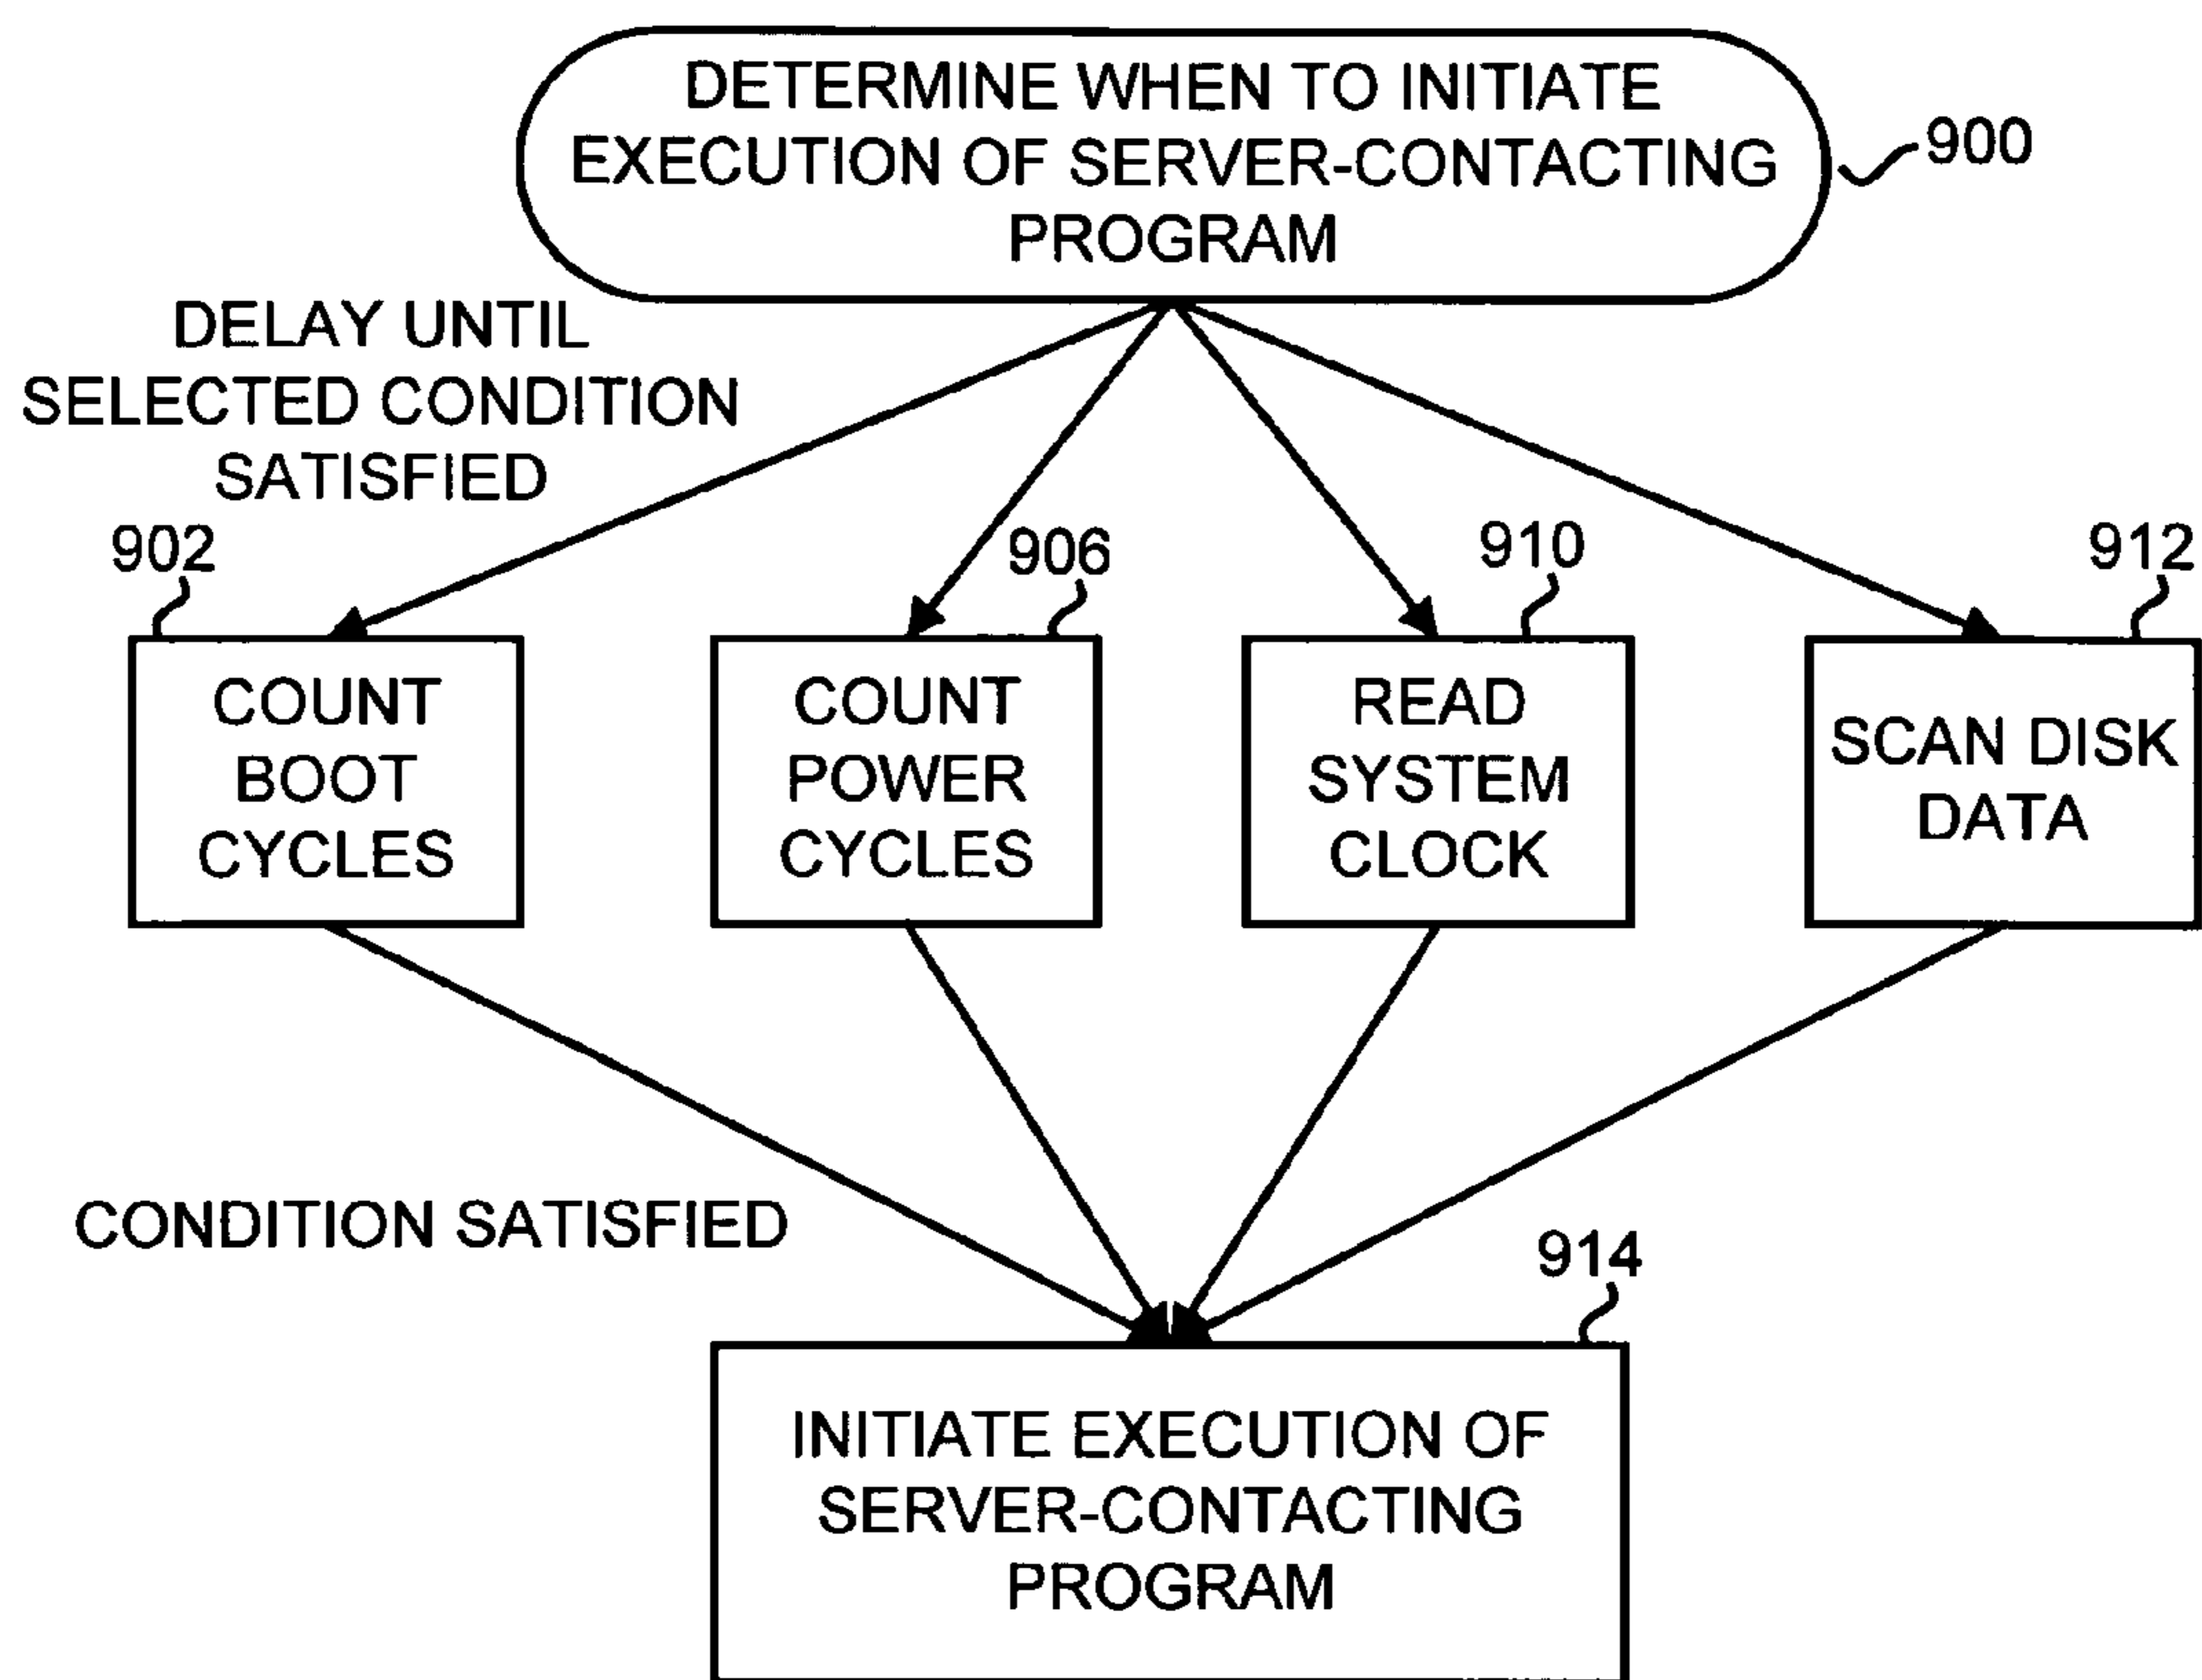 DETERMINE WHEN TO INITIATE
EXECUTION OF SERVER-CONTACTING
PROGRAM
900
DELAY UNTIL
SELECTED CONDITION
SATISFIED
902
906
910
912
COUNT
BOOT
CYCLES
COUNT
POWER
CYCLES
READ
SYSTEM
CLOCK
SCAN DISK
DATA
CONDITION SATISFIED
914
INITIATE EXECUTION OF
SERVER-CONTACTING
PROGRAM